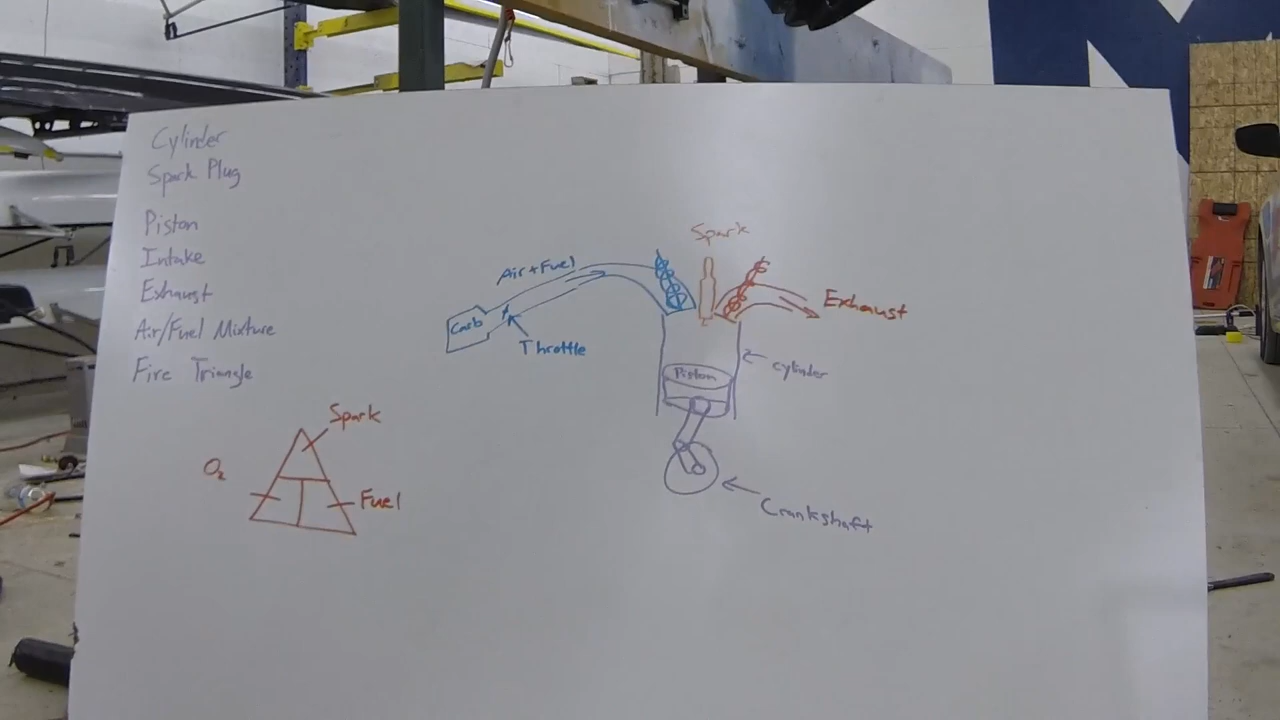 Cylinder
Spark Plug
Piston
Intake
Exhaust
Air/Fuel Mixture
Fire Triangle
Spark
O₂
Fuel
Spark
Air+Fuel
Exhaust
Carb
Throttle
cylinder
Piston
Crankshaft